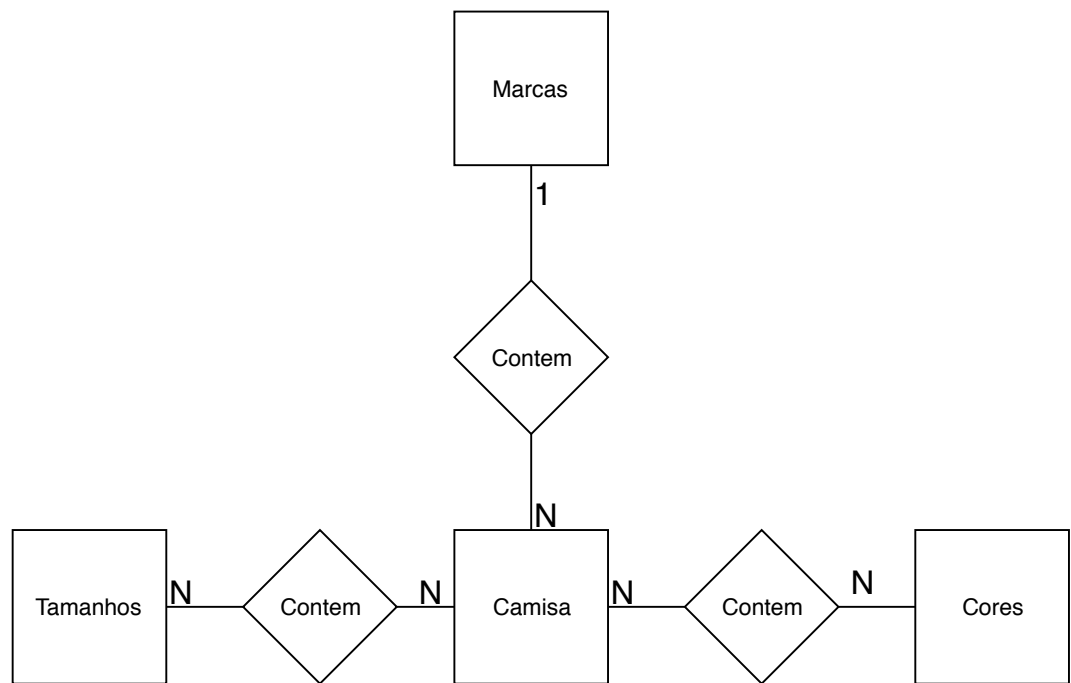 Marcas
1
Contem
N
Tamanhos
N
Contem
N
Camisa
N
Contem
N
Cores